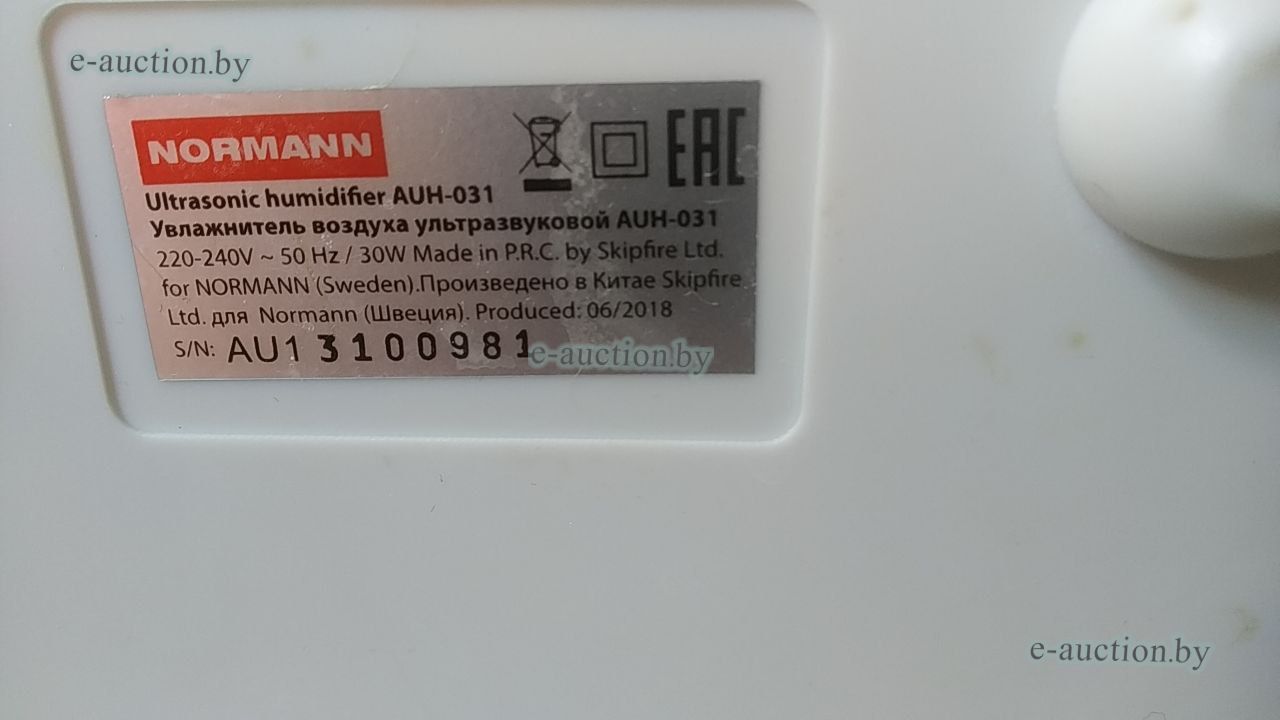 e-auction.by
NORMANN
EAC
Ultrasonic humidifier AUH-031
Увлажнитель воздуха ультразвуковой AUH-031
220-240V ~ 50 Hz / 30W Made in P.R.C. by Skipfire Ltd.
for NORMANN (Sweden).Произведено в Китае Skipfire
Ltd. для Normann (Швеция). Produced: 06/2018
S/N: AU13100981
e-auction.by
e-auction.by